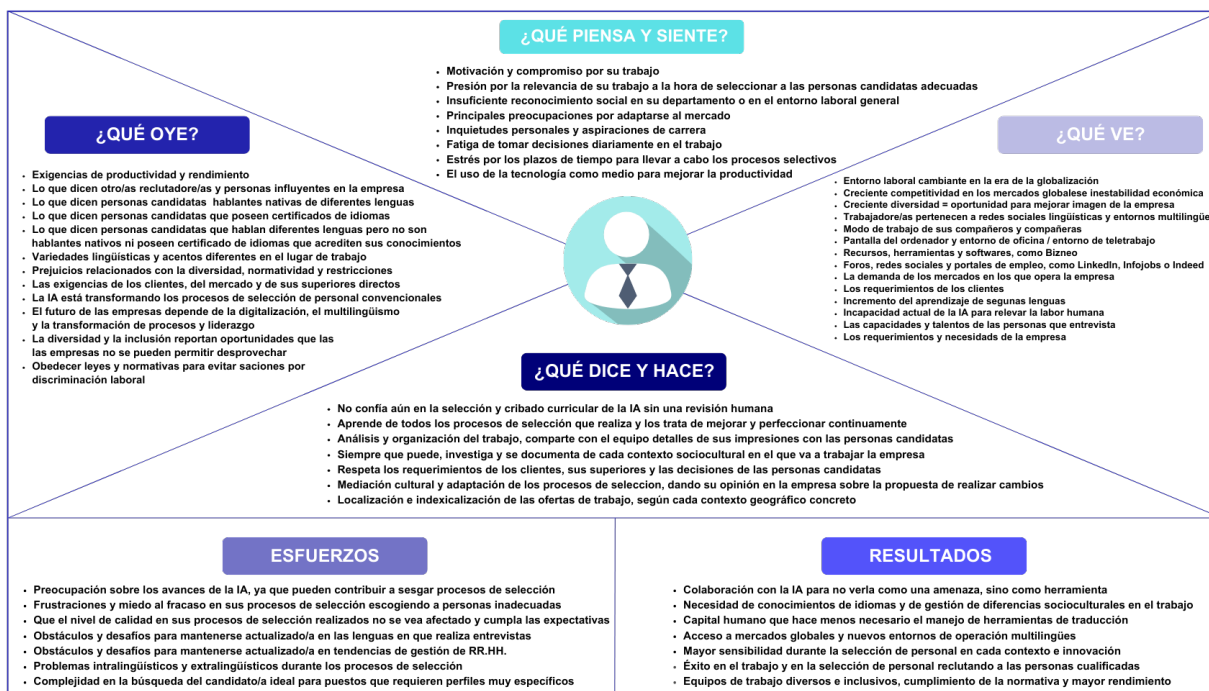 ¿QUÉ PIENSA Y SIENTE?
• Motivación y compromiso por su trabajo
• Presión por la relevancia de su trabajo a la hora de seleccionar a las personas candidatas adecuadas
• Insuficiente reconocimiento social en su departamento o en el entorno laboral general
• Principales preocupaciones por adaptarse al mercado
• Inquietudes personales y aspiraciones de carrera
• Fatiga de tomar decisiones diariamente en el trabajo
• Estrés por los plazos de tiempo para llevar a cabo los procesos selectivos
• El uso de la tecnología como medio para mejorar la productividad
¿QUÉ OYE?
• Exigencias de productividad y rendimiento
• Lo que dicen otro/as reclutadore/as y personas influyentes en la empresa
• Lo que dicen personas candidatas hablantes nativas de diferentes lenguas
• Lo que dicen personas candidatas que poseen certificados de idiomas
• Lo que dicen personas candidatas que hablan diferentes lenguas pero no son
hablantes nativos ni poseen certificado de idiomas que acrediten sus conocimientos
• Variedades lingüísticas y acentos diferentes en el lugar de trabajo
• Prejuicios relacionados con la diversidad, normatividad y restricciones
• Las exigencias de los clientes, del mercado y de sus superiores directos
• La IA está transformando los procesos de selección de personal convencionales
• El futuro de las empresas depende de la digitalización, el multilingüismo
y la transformación de procesos y liderazgo
• La diversidad y la inclusión reportan oportunidades que las
las empresas no se pueden permitir desprovechar
• Obedecer leyes y normativas para evitar saciones por
discriminación laboral
¿QUÉ VE?
• Entorno laboral cambiante en la era de la globalización
• Creciente competitividad en los mercados globalese inestabilidad económica
• Creciente diversidad = oportunidad para mejorar imagen de la empresa
• Trabajadore/as pertenecen a redes sociales lingüísticas y entornos multilingüe
• Modo de trabajo de sus compañeros y compañeras
• Pantalla del ordenador y entorno de oficina / entorno de teletrabajo
• Recursos, herramientas y softwares, como Bizneo
• Foros, redes sociales y portales de empleo, como LinkedIn, Infojobs o Indeed
• La demanda de los mercados en los que opera la empresa
• Los requerimientos de los clientes
• Incremento del aprendizaje de segunas lenguas
• Incapacidad actual de la IA para relevar la labor humana
• Las capacidades y talentos de las personas que entrevista
• Los requerimientos y necesidads de la empresa
¿QUÉ DICE Y HACE?
• No confía aún en la selección y cribado curricular de la IA sin una revisión humana
• Aprende de todos los procesos de selección que realiza y los trata de mejorar y perfeccionar continuamente
• Análisis y organización del trabajo, comparte con el equipo detalles de sus impresiones con las personas candidatas
• Siempre que puede, investiga y se documenta de cada contexto sociocultural en el que va a trabajar la empresa
• Respeta los requerimientos de los clientes, sus superiores y las decisiones de las personas candidatas
• Mediación cultural y adaptación de los procesos de seleccion, dando su opinión en la empresa sobre la propuesta de realizar cambios
• Localización e indexicalización de las ofertas de trabajo, según cada contexto geográfico concreto
ESFUERZOS
• Preocupación sobre los avances de la IA, ya que pueden contribuir a sesgar procesos de selección
• Frustraciones y miedo al fracaso en sus procesos de selección escogiendo a personas inadecuadas
• Que el nivel de calidad en sus procesos de selección realizados no se vea afectado y cumpla las expectativas
• Obstáculos y desafíos para mantenerse actualizado/a en las lenguas en que realiza entrevistas
• Obstáculos y desafíos para mantenerse actualizado/a en tendencias de gestión de RR.HH.
• Problemas intralingüísticos y extralingüísticos durante los procesos de selección
• Complejidad en la búsqueda del candidato/a ideal para puestos que requieren perfiles muy específicos
RESULTADOS
• Colaboración con la IA para no verla como una amenaza, sino como herramienta
• Necesidad de conocimientos de idiomas y de gestión de diferencias socioculturales en el trabajo
• Capital humano que hace menos necesario el manejo de herramientas de traducción
• Acceso a mercados globales y nuevos entornos de operación multilingües
• Mayor sensibilidad durante la selección de personal en cada contexto e innovación
• Éxito en el trabajo y en la selección de personal reclutando a las personas cualificadas
• Equipos de trabajo diversos e inclusivos, cumplimiento de la normativa y mayor rendimiento